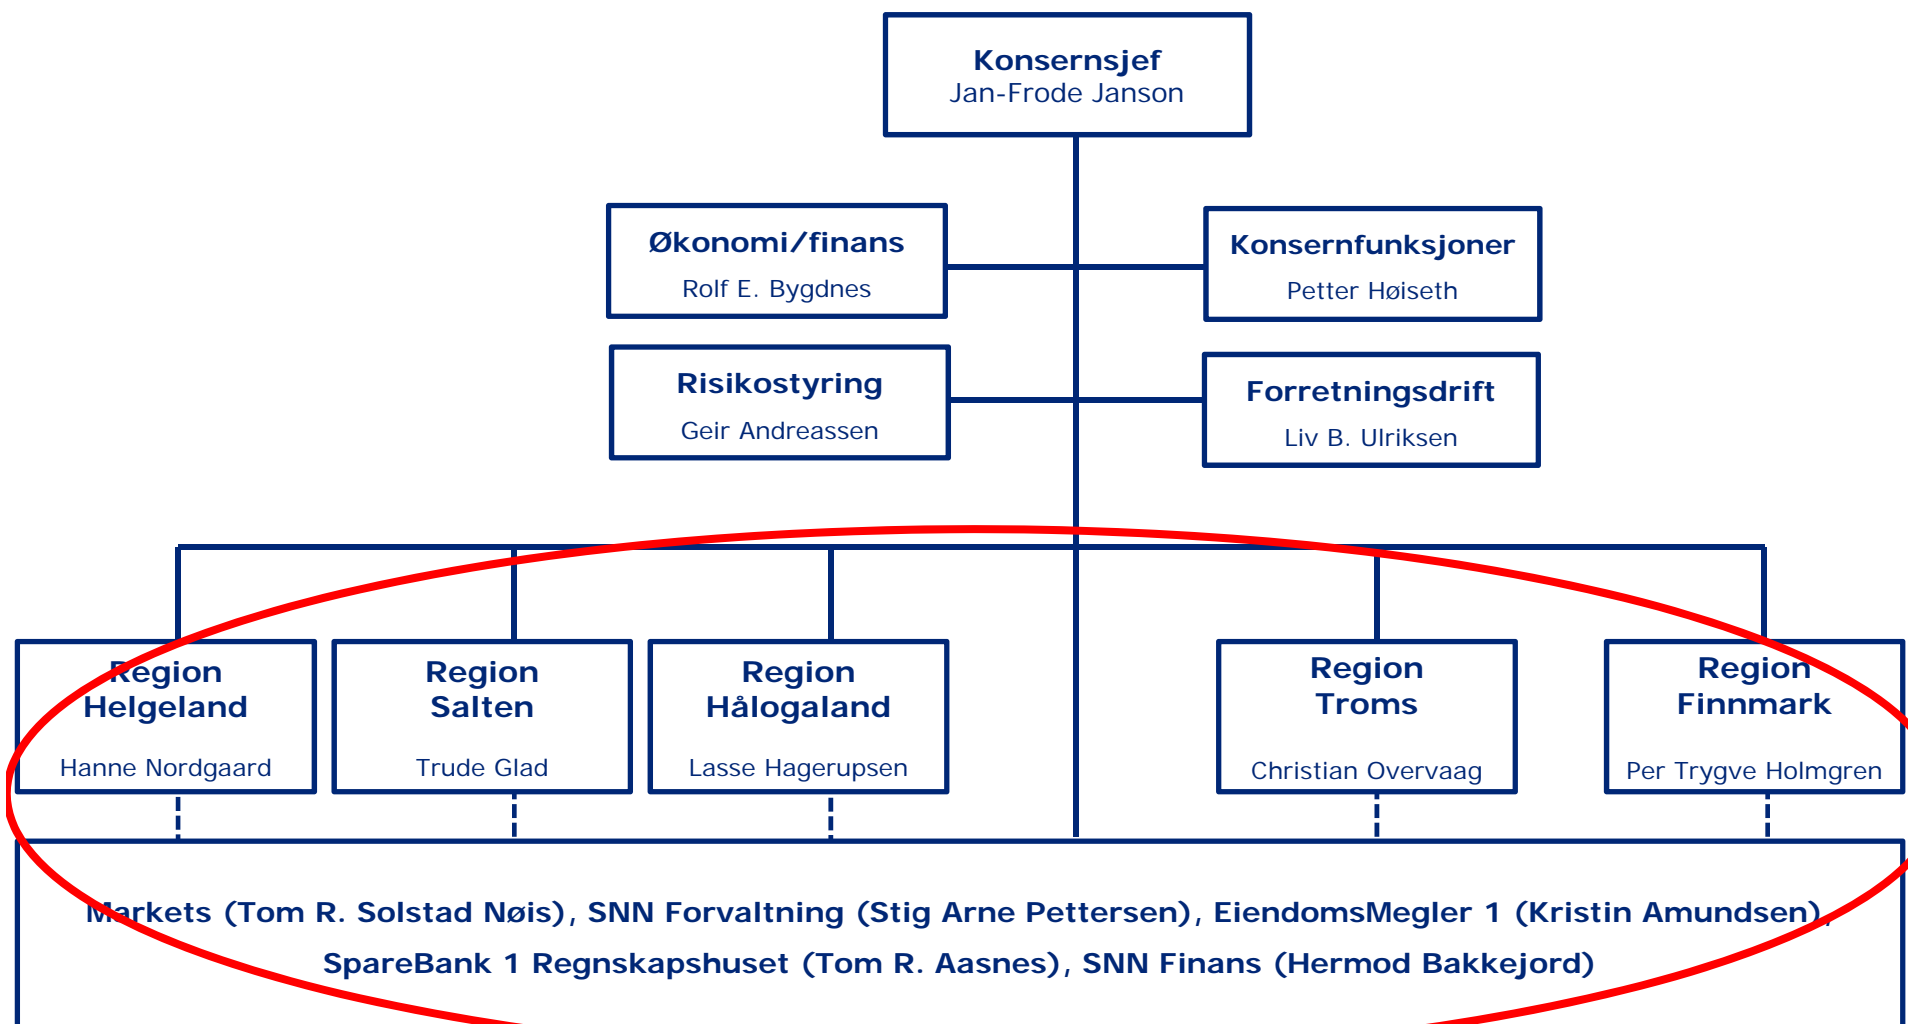 Konsernsjef
Jan-Frode Janson
Økonomi/finans
Rolf E. Bygdnes
Konsernfunksjoner
Petter Høiseth
Risikostyring
Geir Andreassen
Forretningsdrift
Liv B. Ulriksen
Region
Helgeland
Hanne Nordgaard
Region
Salten
Trude Glad
Region
Hålogaland
Lasse Hagerupsen
Region
Troms
Christian Overvaag
Region
Finnmark
Per Trygve Holmgren
Markets (Tom R. Solstad Nøis), SNN Forvaltning (Stig Arne Pettersen), EiendomsMegler 1 (Kristin Amundsen),
SpareBank 1 Regnskapshuset (Tom R. Aasnes), SNN Finans (Hermod Bakkejord)